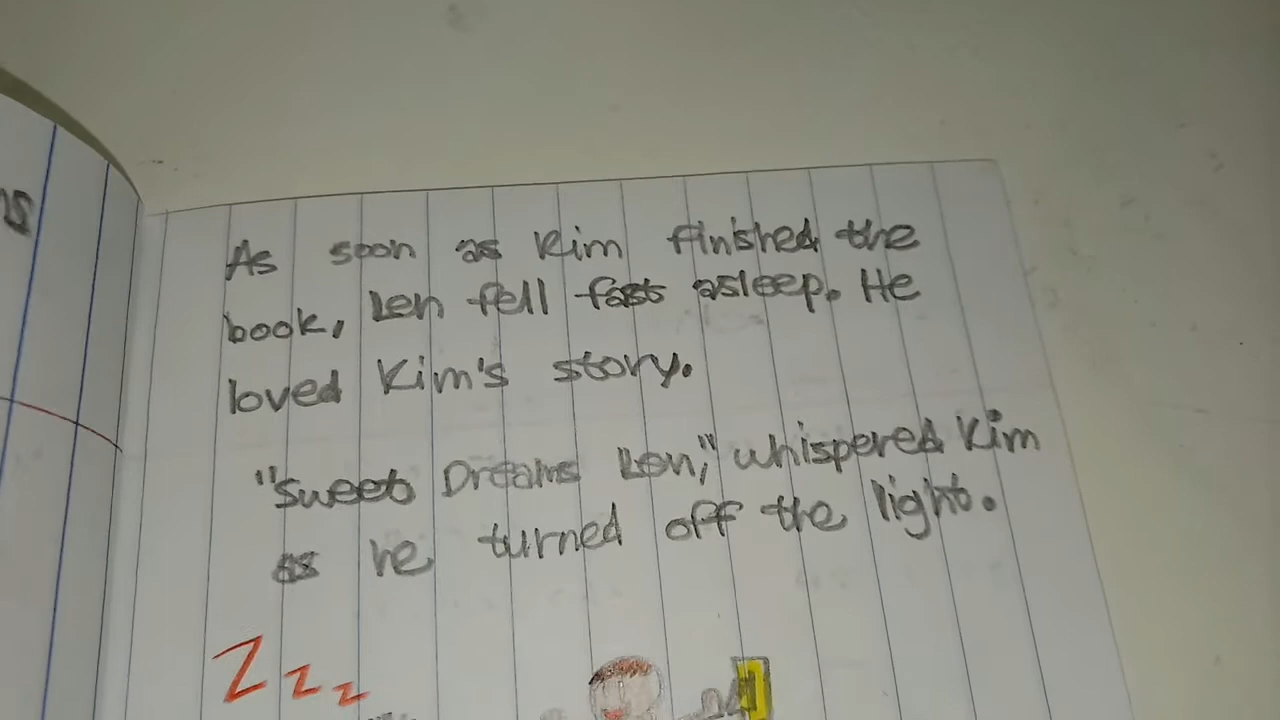 As soon as Kim finished the
book, Len fell fast asleep. He
loved Kim's story.
"Sweet Dreams Len," whispered Kim
as he turned off the light.
Z z z